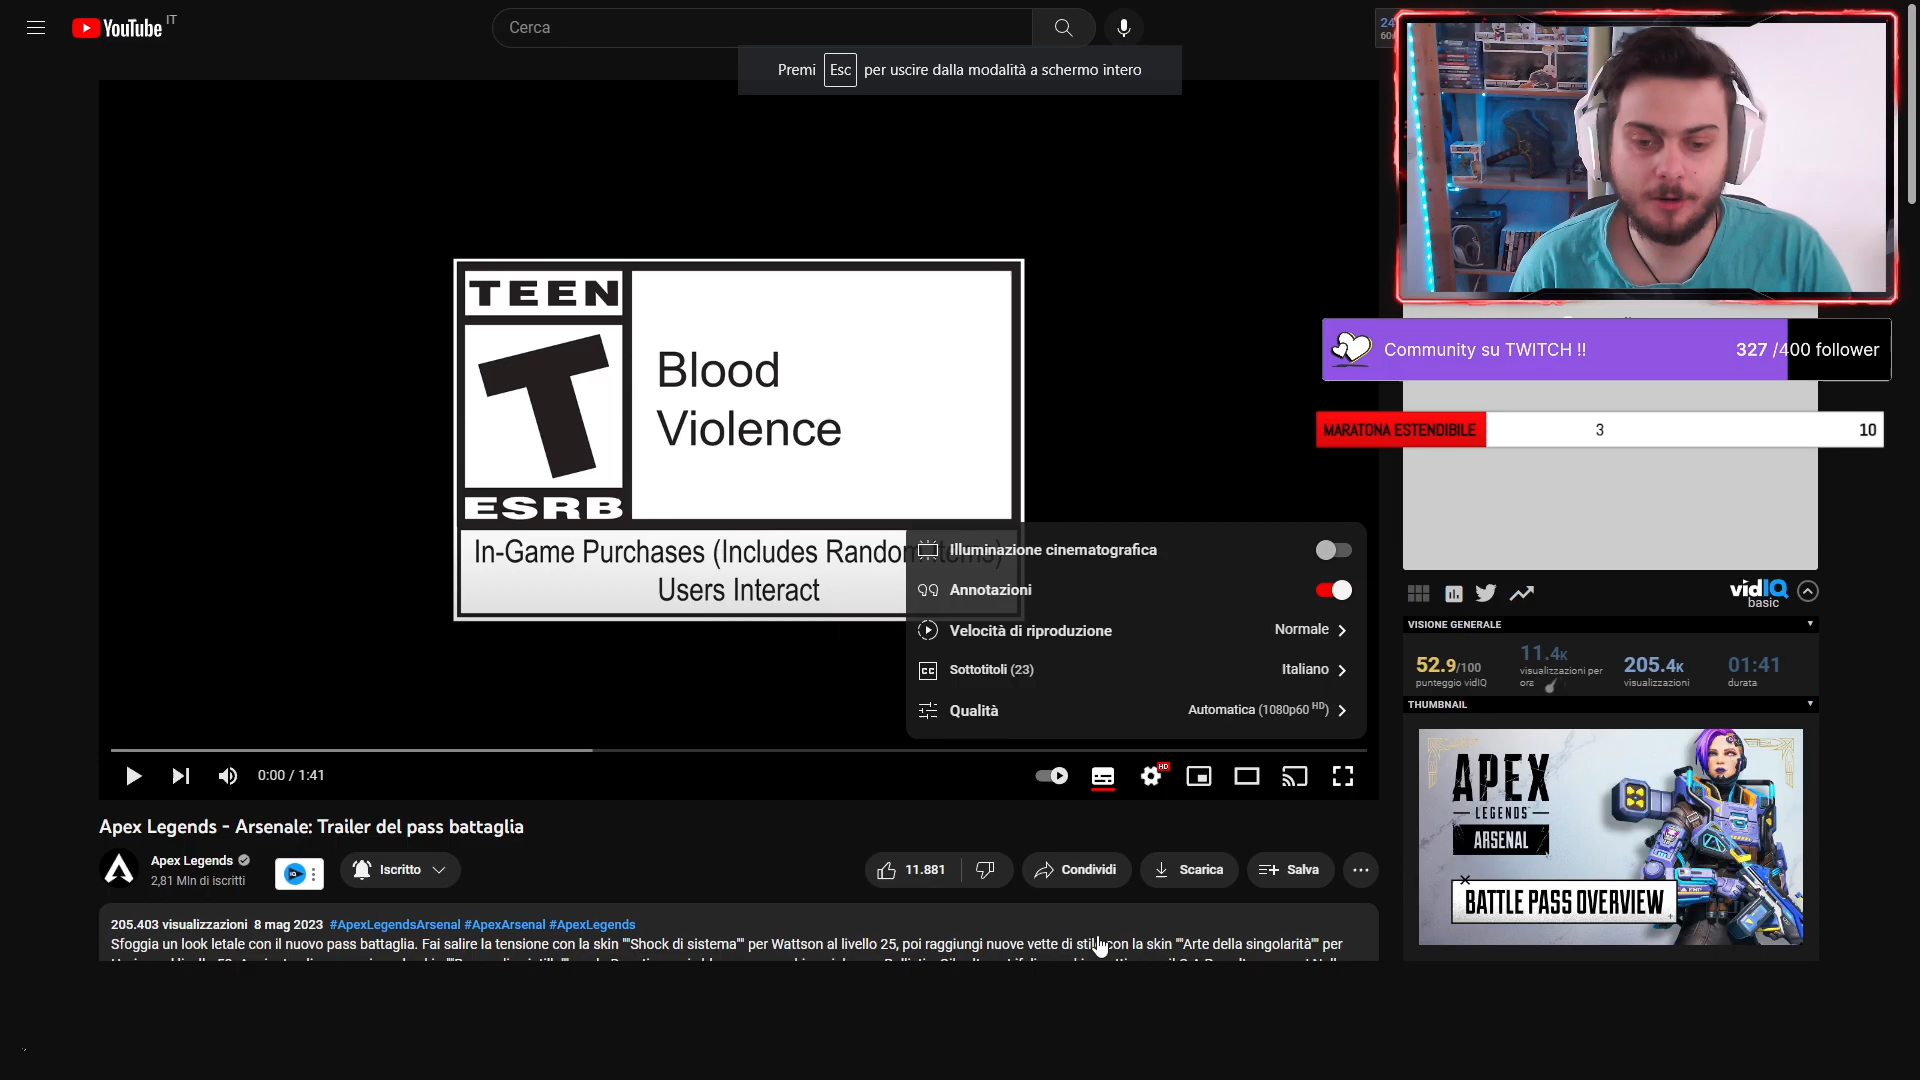 YouTube IT
Cerca
Premi Esc per uscire dalla modalità a schermo intero
TEEN
T
ESRB
Blood
Violence
In-Game Purchases (Includes Random Items)
Users Interact
Illuminazione cinematografica
Annotazioni
Velocità di riproduzione Normale
Sottotitoli (23) Italiano
Qualità Automatica (1080p60 HD)
0:00 / 1:41
HD
Apex Legends - Arsenale: Trailer del pass battaglia
Apex Legends
2,81 Mln di iscritti
Iscritto
11.881
Condividi
Scarica
Salva
205.403 visualizzazioni 8 mag 2023 #ApexLegendsArsenal #ApexArsenal #ApexLegends
Sfoggia un look letale con il nuovo pass battaglia. Fai salire la tensione con la skin ""Shock di sistema"" per Wattson al livello 25, poi raggiungi nuove vette di stile con la skin ""Arte della singolarità"" per
Community su TWITCH !! 327 /400 follower
MARATONA ESTENDIBILE 3 10
vidIQ
basic
VISIONE GENERALE
52.9/100
punteggio vidIQ
11.4K
visualizzazioni per
ora
205.4K
visualizzazioni
01:41
durata
THUMBNAIL
APEX
LEGENDS
ARSENAL
BATTLE PASS OVERVIEW